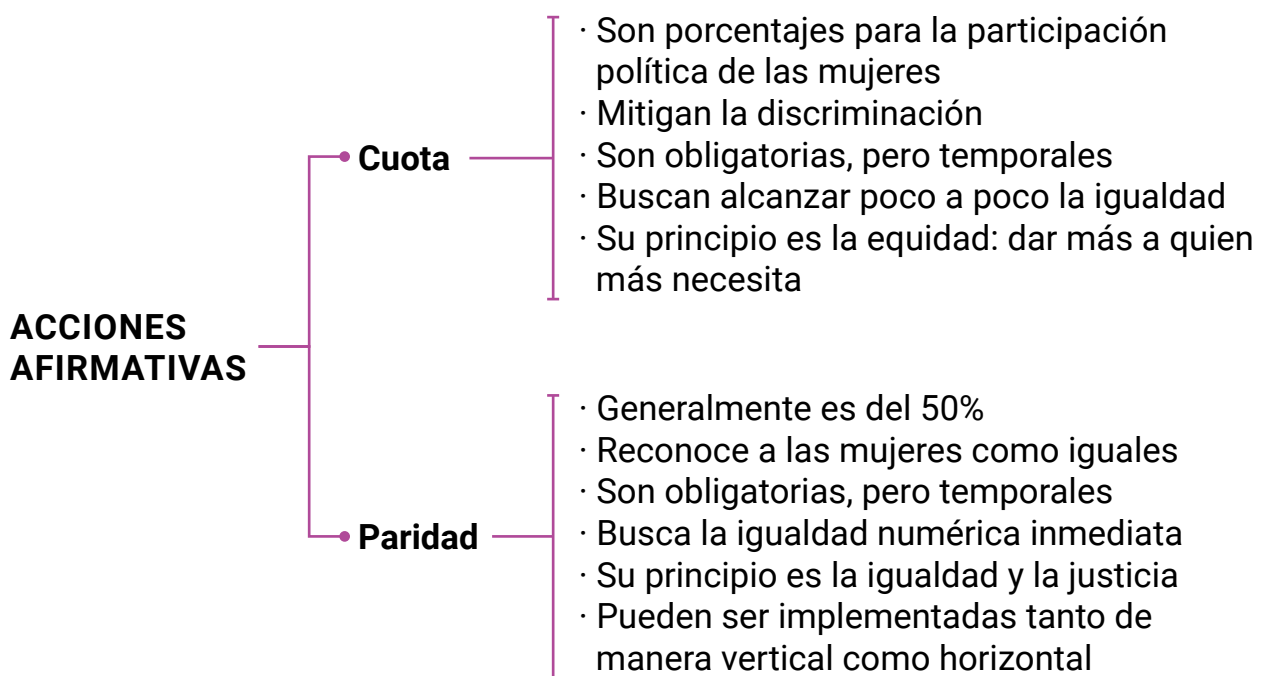 · Son porcentajes para la participación
política de las mujeres
· Mitigan la discriminación
Cuota
· Son obligatorias, pero temporales
· Buscan alcanzar poco a poco la igualdad
· Su principio es la equidad: dar más a quien
más necesita
ACCIONES
AFIRMATIVAS
· Generalmente es del 50%
· Reconoce a las mujeres como iguales
· Son obligatorias, pero temporales
Paridad
· Busca la igualdad numérica inmediata
· Su principio es la igualdad y la justicia
· Pueden ser implementadas tanto de
manera vertical como horizontal